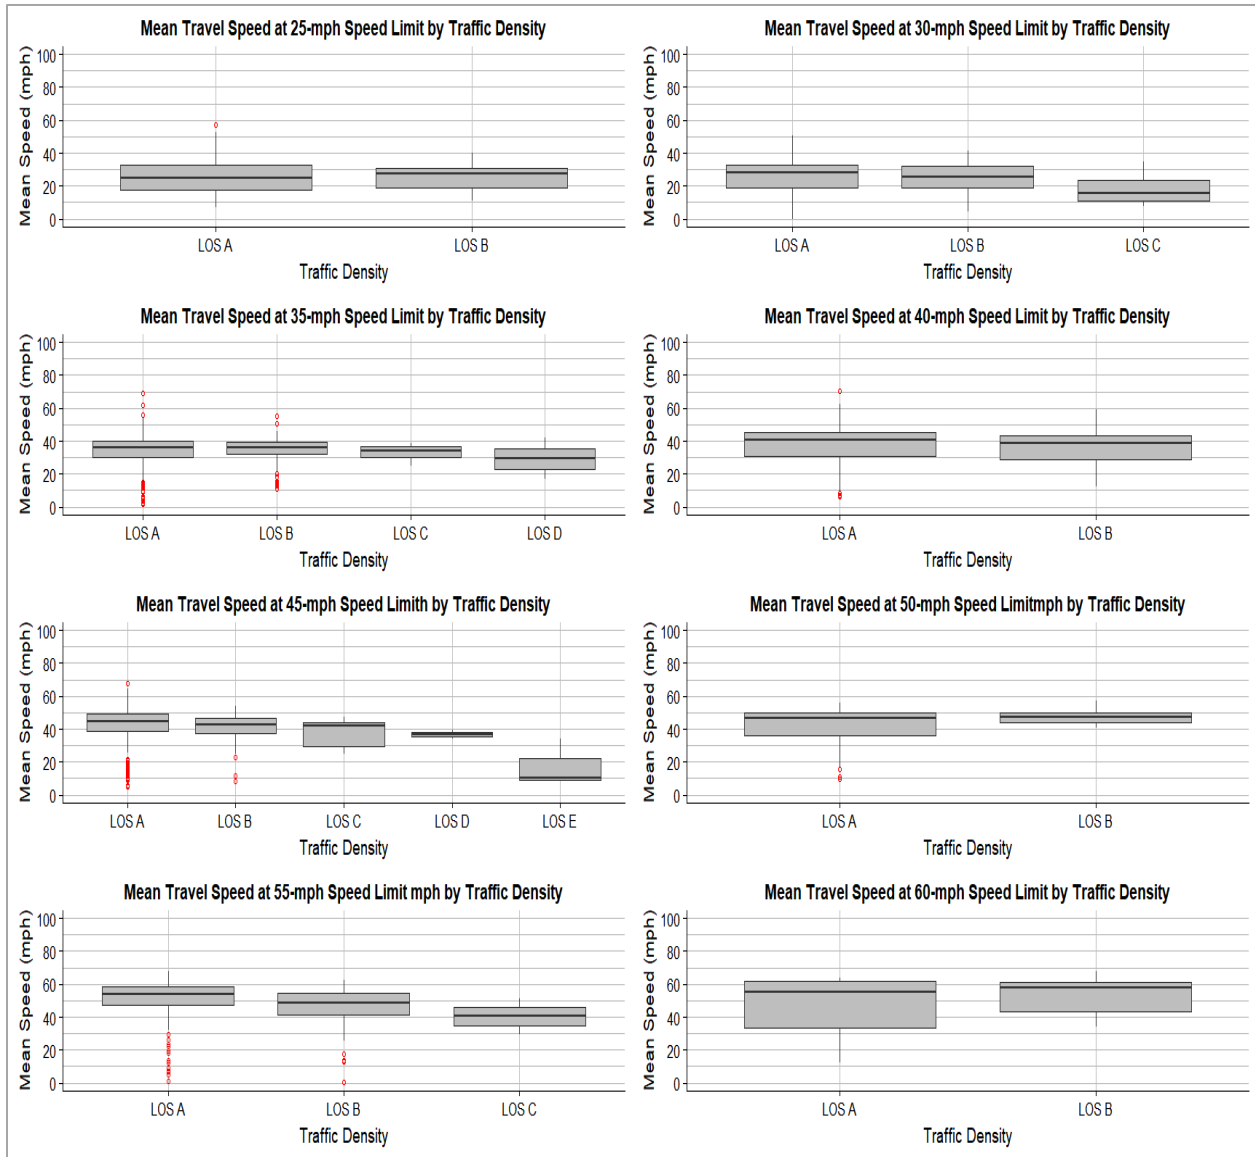 Mean Travel Speed at 25-mph Speed Limit by Traffic Density
Mean Speed (mph)
100
80
60
40
20
0
LOS A
LOS B
Traffic Density
Mean Travel Speed at 30-mph Speed Limit by Traffic Density
Mean Speed (mph)
100
80
60
40
20
0
LOS A
LOS B
LOS C
Traffic Density
Mean Travel Speed at 35-mph Speed Limit by Traffic Density
Mean Speed (mph)
100
80
60
40
20
0
LOS A
LOS B
LOS C
LOS D
Traffic Density
Mean Travel Speed at 40-mph Speed Limit by Traffic Density
Mean Speed (mph)
100
80
60
40
20
0
LOS A
LOS B
Traffic Density
Mean Travel Speed at 45-mph Speed Limith by Traffic Density
Mean Speed (mph)
100
80
60
40
20
0
LOS A
LOS B
LOS C
LOS D
LOS E
Traffic Density
Mean Travel Speed at 50-mph Speed Limitmph by Traffic Density
Mean Speed (mph)
100
80
60
40
20
0
LOS A
LOS B
Traffic Density
Mean Travel Speed at 55-mph Speed Limit mph by Traffic Density
Mean Speed (mph)
100
80
60
40
20
0
LOS A
LOS B
LOS C
Traffic Density
Mean Travel Speed at 60-mph Speed Limit by Traffic Density
Mean Speed (mph)
100
80
60
40
20
0
LOS A
LOS B
Traffic Density